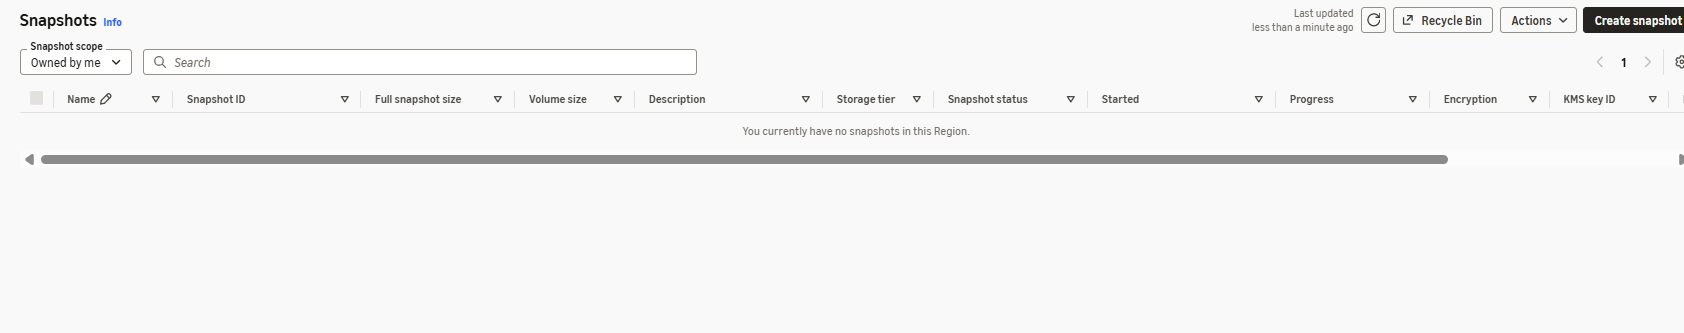 Snapshots Info
Last updated
less than a minute ago
Recycle Bin
Actions
Create snapshot
Snapshot scope
Owned by me
Search
1
Name Snapshot ID Full snapshot size Volume size Description Storage tier Snapshot status Started Progress Encryption KMS key ID
You currently have no snapshots in this Region.